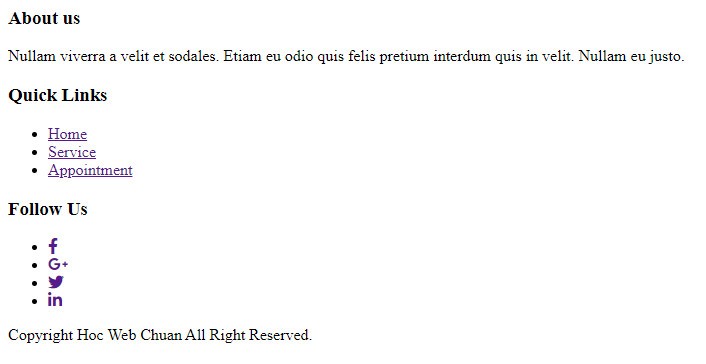 About us
Nullam viverra a velit et sodales. Etiam eu odio quis felis pretium interdum quis in velit. Nullam eu justo.
Quick Links
Home
Service
Appointment
Follow Us
f
G+
in
Copyright Hoc Web Chuan All Right Reserved.